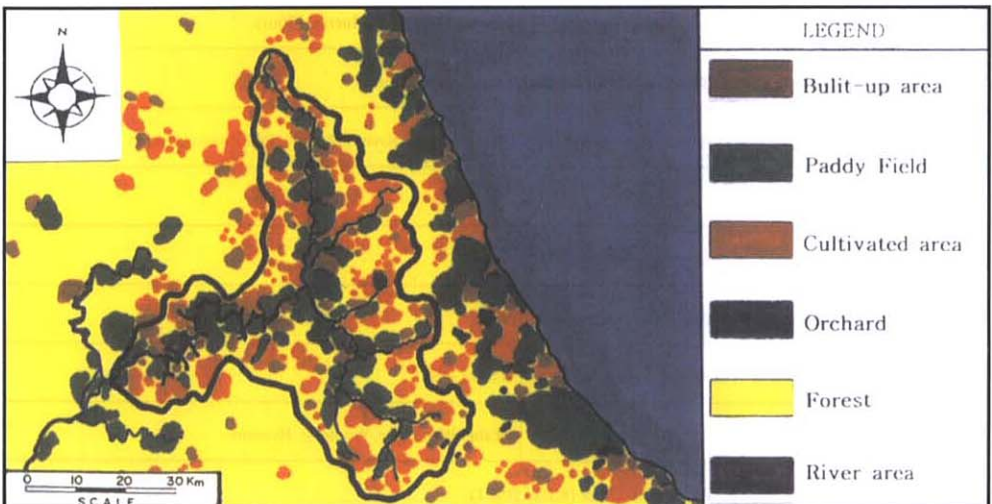 N
LEGEND
Bulit-up area
Paddy Field
Cultivated area
Orchard
Forest
River area
0 10 20 30 Km
SCALE